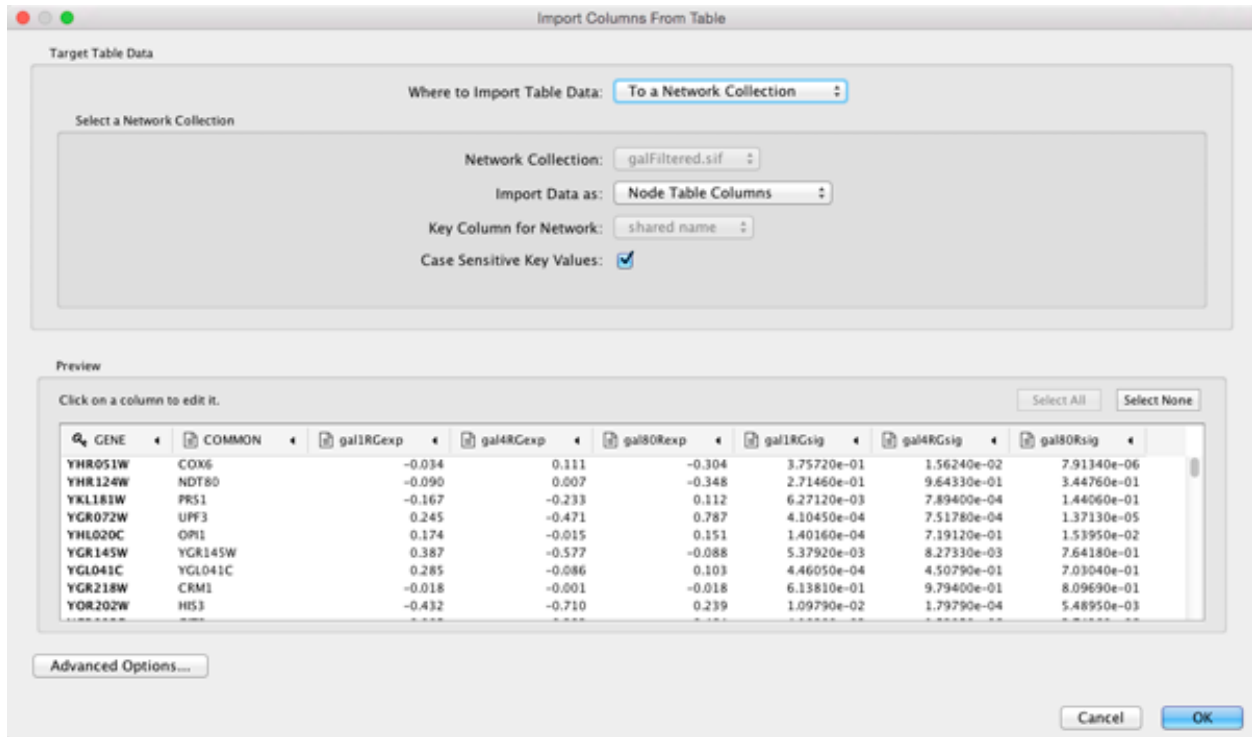 Import Columns From Table
Target Table Data
Where to Import Table Data: To a Network Collection
Select a Network Collection
Network Collection: galFiltered.sif
Import Data as: Node Table Columns
Key Column for Network: shared name
Case Sensitive Key Values:
Preview
Click on a column to edit it. Select All Select None
GENE COMMON gal1RGexp gal4RGexp gal80Rexp gal1RGsig gal4RGsig gal80Rsig
YHR051W COX6 -0.034 0.111 -0.304 3.75720e-01 1.56240e-02 7.91340e-06
YHR124W NDT80 -0.090 0.007 -0.348 2.71460e-01 9.64330e-01 3.44760e-01
YKL181W PRS1 -0.167 -0.233 0.112 6.27120e-03 7.89400e-04 1.44060e-01
YGR072W UPF3 0.245 -0.471 0.787 4.10450e-04 7.51780e-04 1.37130e-05
YHL020C OPI1 0.174 -0.015 0.151 1.40160e-04 7.19120e-01 1.53950e-02
YGR145W YGR145W 0.387 -0.577 -0.088 5.37920e-03 8.27330e-03 7.64180e-01
YGL041C YGL041C 0.285 -0.086 0.103 4.46050e-04 4.50790e-01 7.03040e-01
YGR218W CRM1 -0.018 -0.001 -0.018 6.13810e-01 9.79400e-01 8.09690e-01
YOR202W HIS3 -0.432 -0.710 0.239 1.09790e-02 1.79790e-04 5.48950e-03
Advanced Options...
Cancel OK